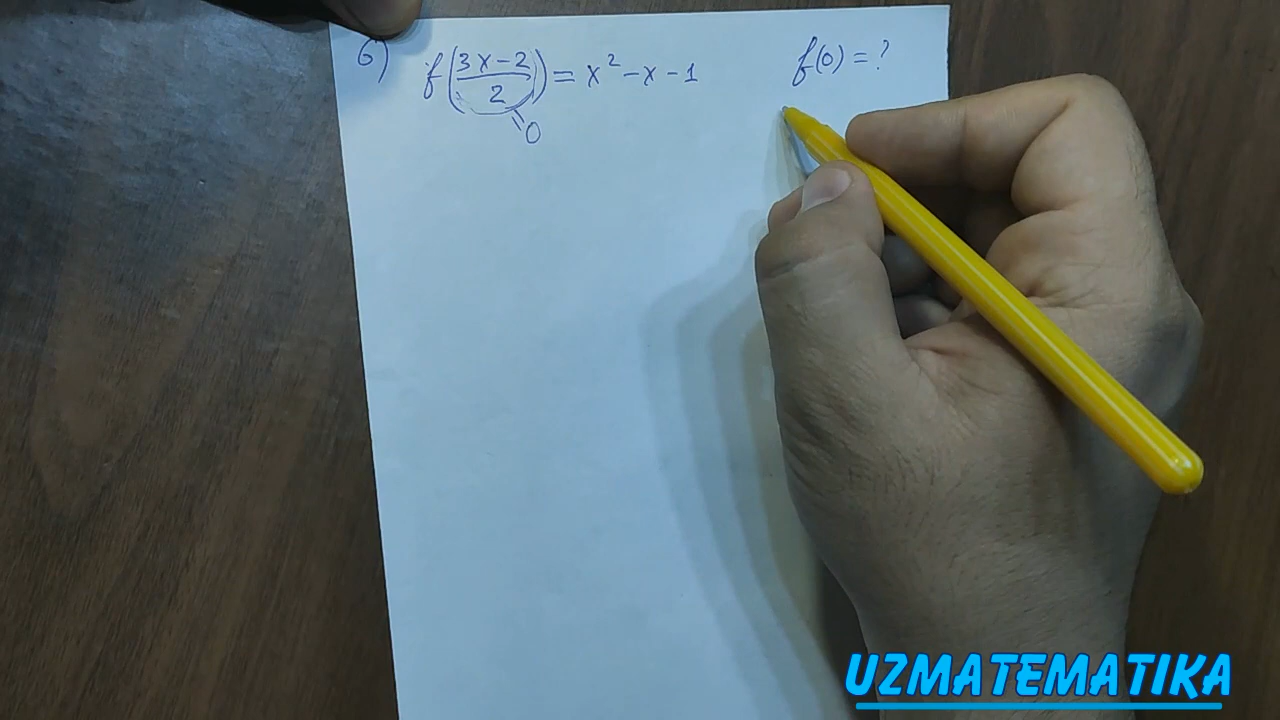 6) f((3x-2)/2) = x² - x - 1 f(0) = ?
= 0
UZMATEMATIKA